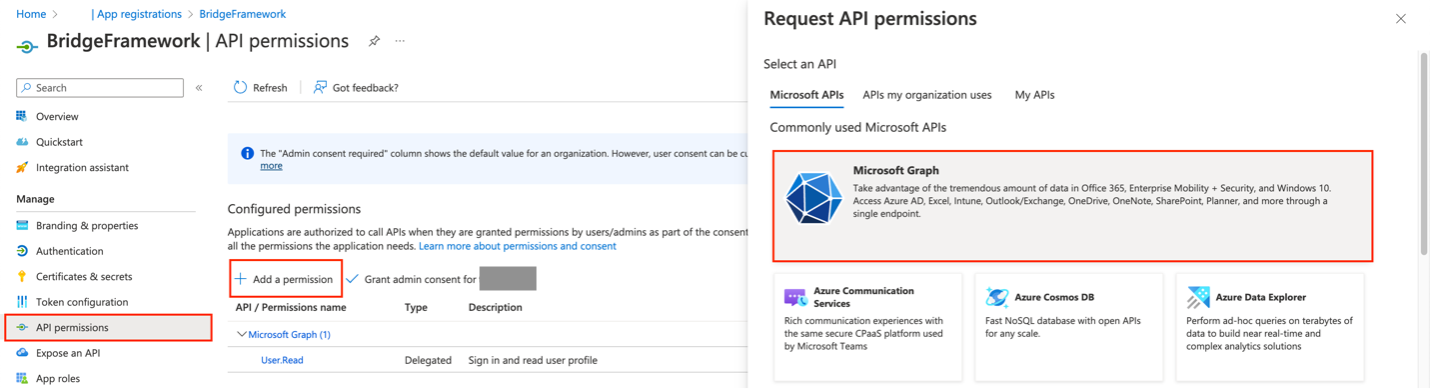 Home > | App registrations > BridgeFramework
BridgeFramework | API permissions
Search
Overview
Quickstart
Integration assistant
Manage
Branding & properties
Authentication
Certificates & secrets
Token configuration
API permissions
Expose an API
App roles
Refresh
Got feedback?
The "Admin consent required" column shows the default value for an organization. However, user consent can be cu
more
Configured permissions
Applications are authorized to call APIs when they are granted permissions by users/admins as part of the consent
all the permissions the application needs. Learn more about permissions and consent
Add a permission
Grant admin consent for
API / Permissions name Type Description
Microsoft Graph (1)
User.Read Delegated Sign in and read user profile
Request API permissions
Select an API
Microsoft APIs APIs my organization uses My APIs
Commonly used Microsoft APIs
Microsoft Graph
Take advantage of the tremendous amount of data in Office 365, Enterprise Mobility + Security, and Windows 10.
Access Azure AD, Excel, Intune, Outlook/Exchange, OneDrive, OneNote, SharePoint, Planner, and more through a
single endpoint.
Azure Communication
Services
Rich communication experiences with
the same secure CPaaS platform used
by Microsoft Teams
Azure Cosmos DB
Fast NoSQL database with open APIs
for any scale.
Azure Data Explorer
Perform ad-hoc queries on terabytes of
data to build near real-time and
complex analytics solutions